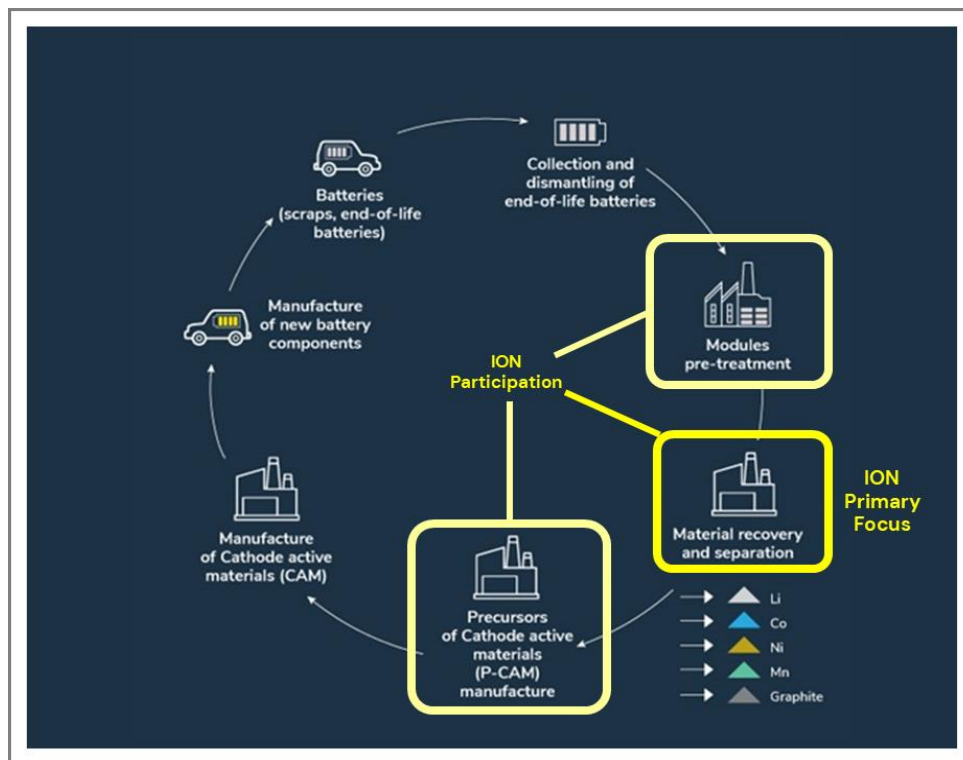 Batteries
(scraps, end-of-life
batteries)
Collection and
dismantling of
end-of-life batteries
Modules
pre-treatment
ION
Participation
ION
Primary
Focus
Material recovery
and separation
Li
Co
Ni
Mn
Graphite
Precursors
of Cathode active
materials
(P-CAM)
manufacture
Manufacture
of Cathode active
materials (CAM)
Manufacture
of new battery
components